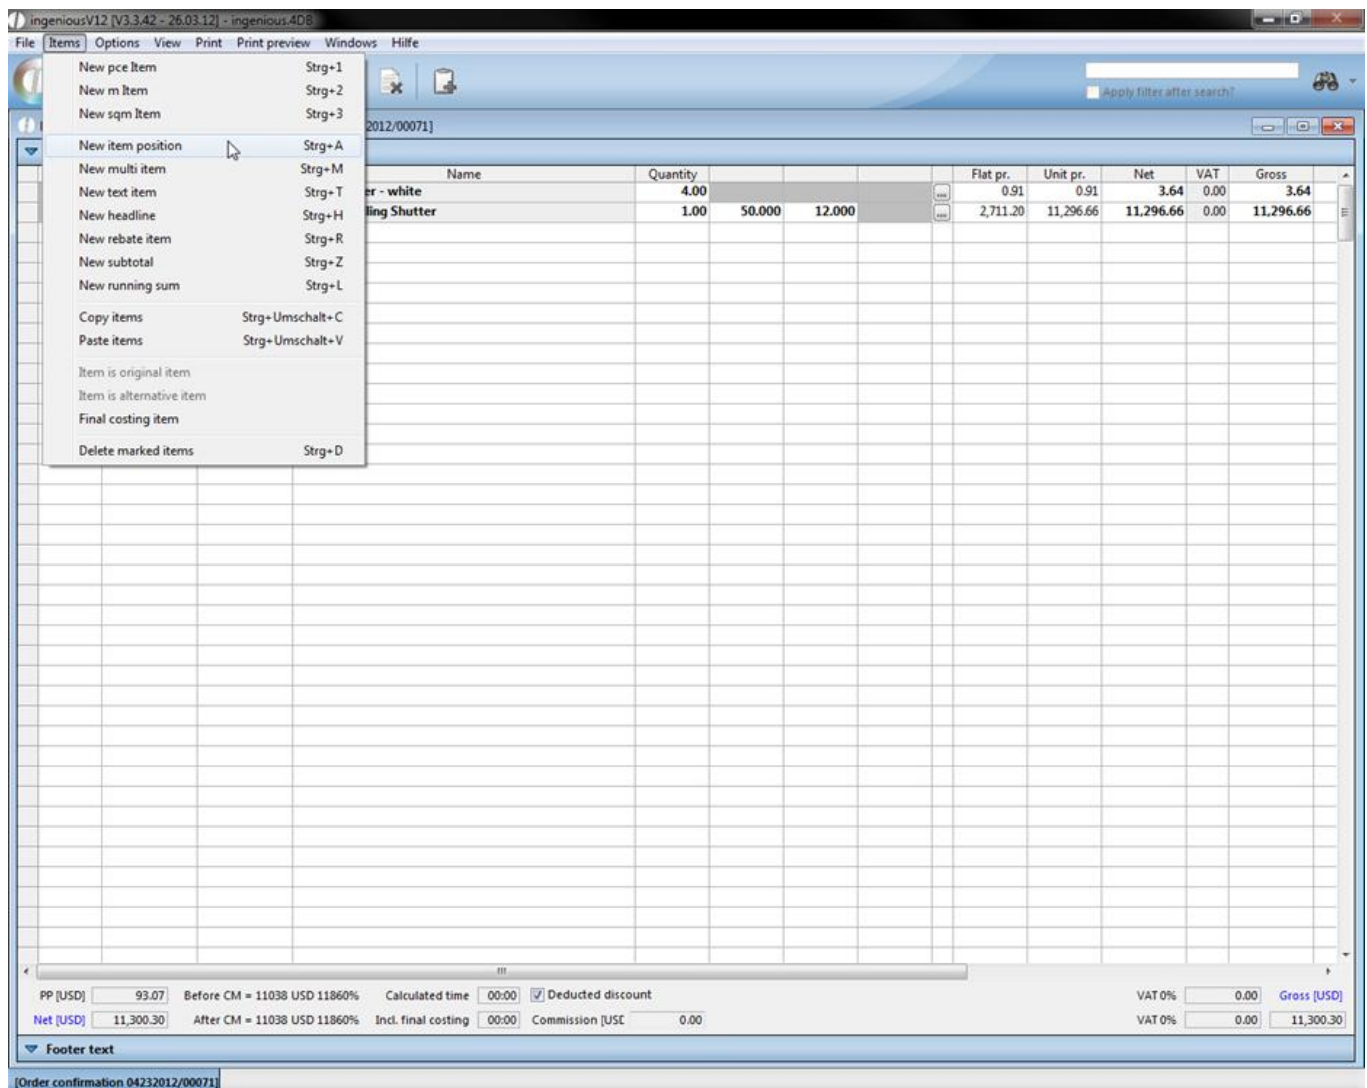 ingeniousV12 [V3.3.42 - 26.03.12] - ingenious.4DB
File Items Options View Print Print preview Windows Hilfe
New pce Item Strg+1
New m Item Strg+2
New sqm Item Strg+3
Apply filter after search?
2012/00071]
New item position Strg+A
New multi item Strg+M
New text item Strg+T
New headline Strg+H
New rebate item Strg+R
New subtotal Strg+Z
New running sum Strg+L
Copy items Strg+Umschalt+C
Paste items Strg+Umschalt+V
Item is original item
Item is alternative item
Final costing item
Delete marked items Strg+D
Name Quantity Flat pr. Unit pr. Net VAT Gross
er - white 4.00 ... 0.91 0.91 3.64 0.00 3.64
ling Shutter 1.00 50.000 12.000 ... 2,711.20 11,296.66 11,296.66 0.00 11,296.66
PP [USD] 93.07 Before CM = 11038 USD 11860% Calculated time 00:00 Deducted discount VAT 0% 0.00 Gross [USD]
Net [USD] 11,300.30 After CM = 11038 USD 11860% Incl. final costing 00:00 Commission [USD 0.00 VAT 0% 0.00 11,300.30
Footer text
[Order confirmation 04232012/00071]